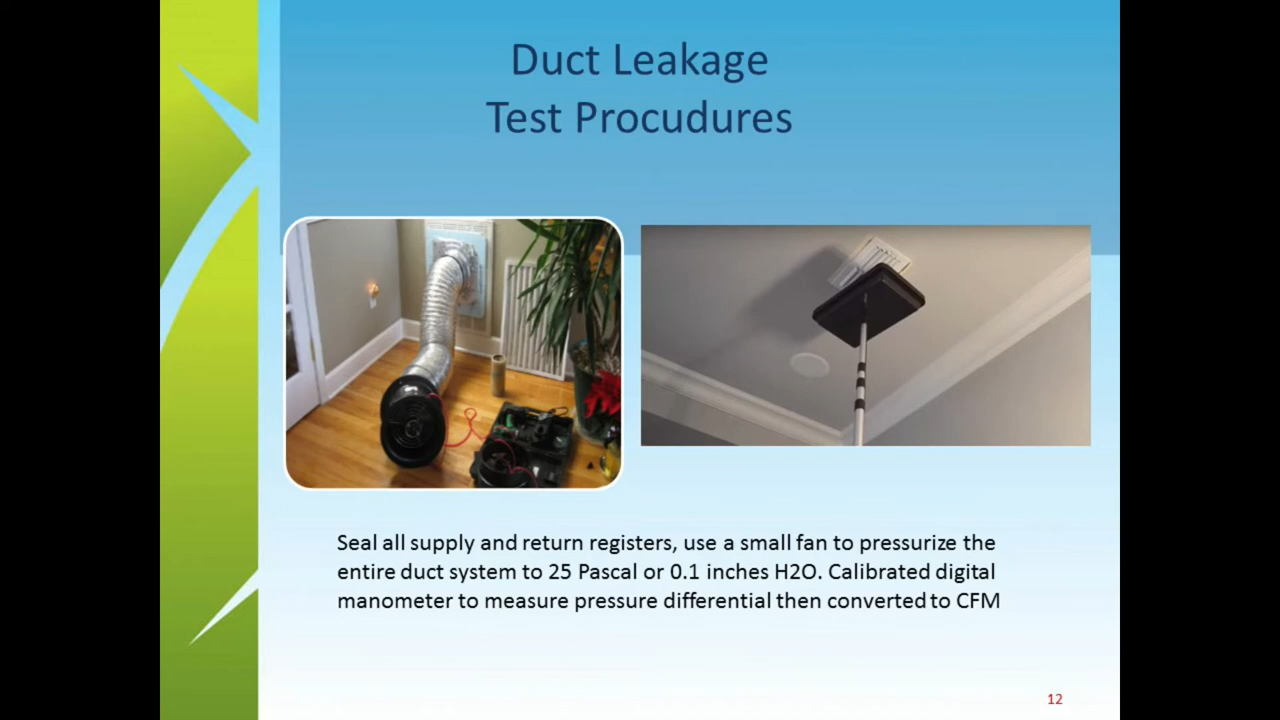 Duct Leakage
Test Procudures
Seal all supply and return registers, use a small fan to pressurize the
entire duct system to 25 Pascal or 0.1 inches H2O. Calibrated digital
manometer to measure pressure differential then converted to CFM
12